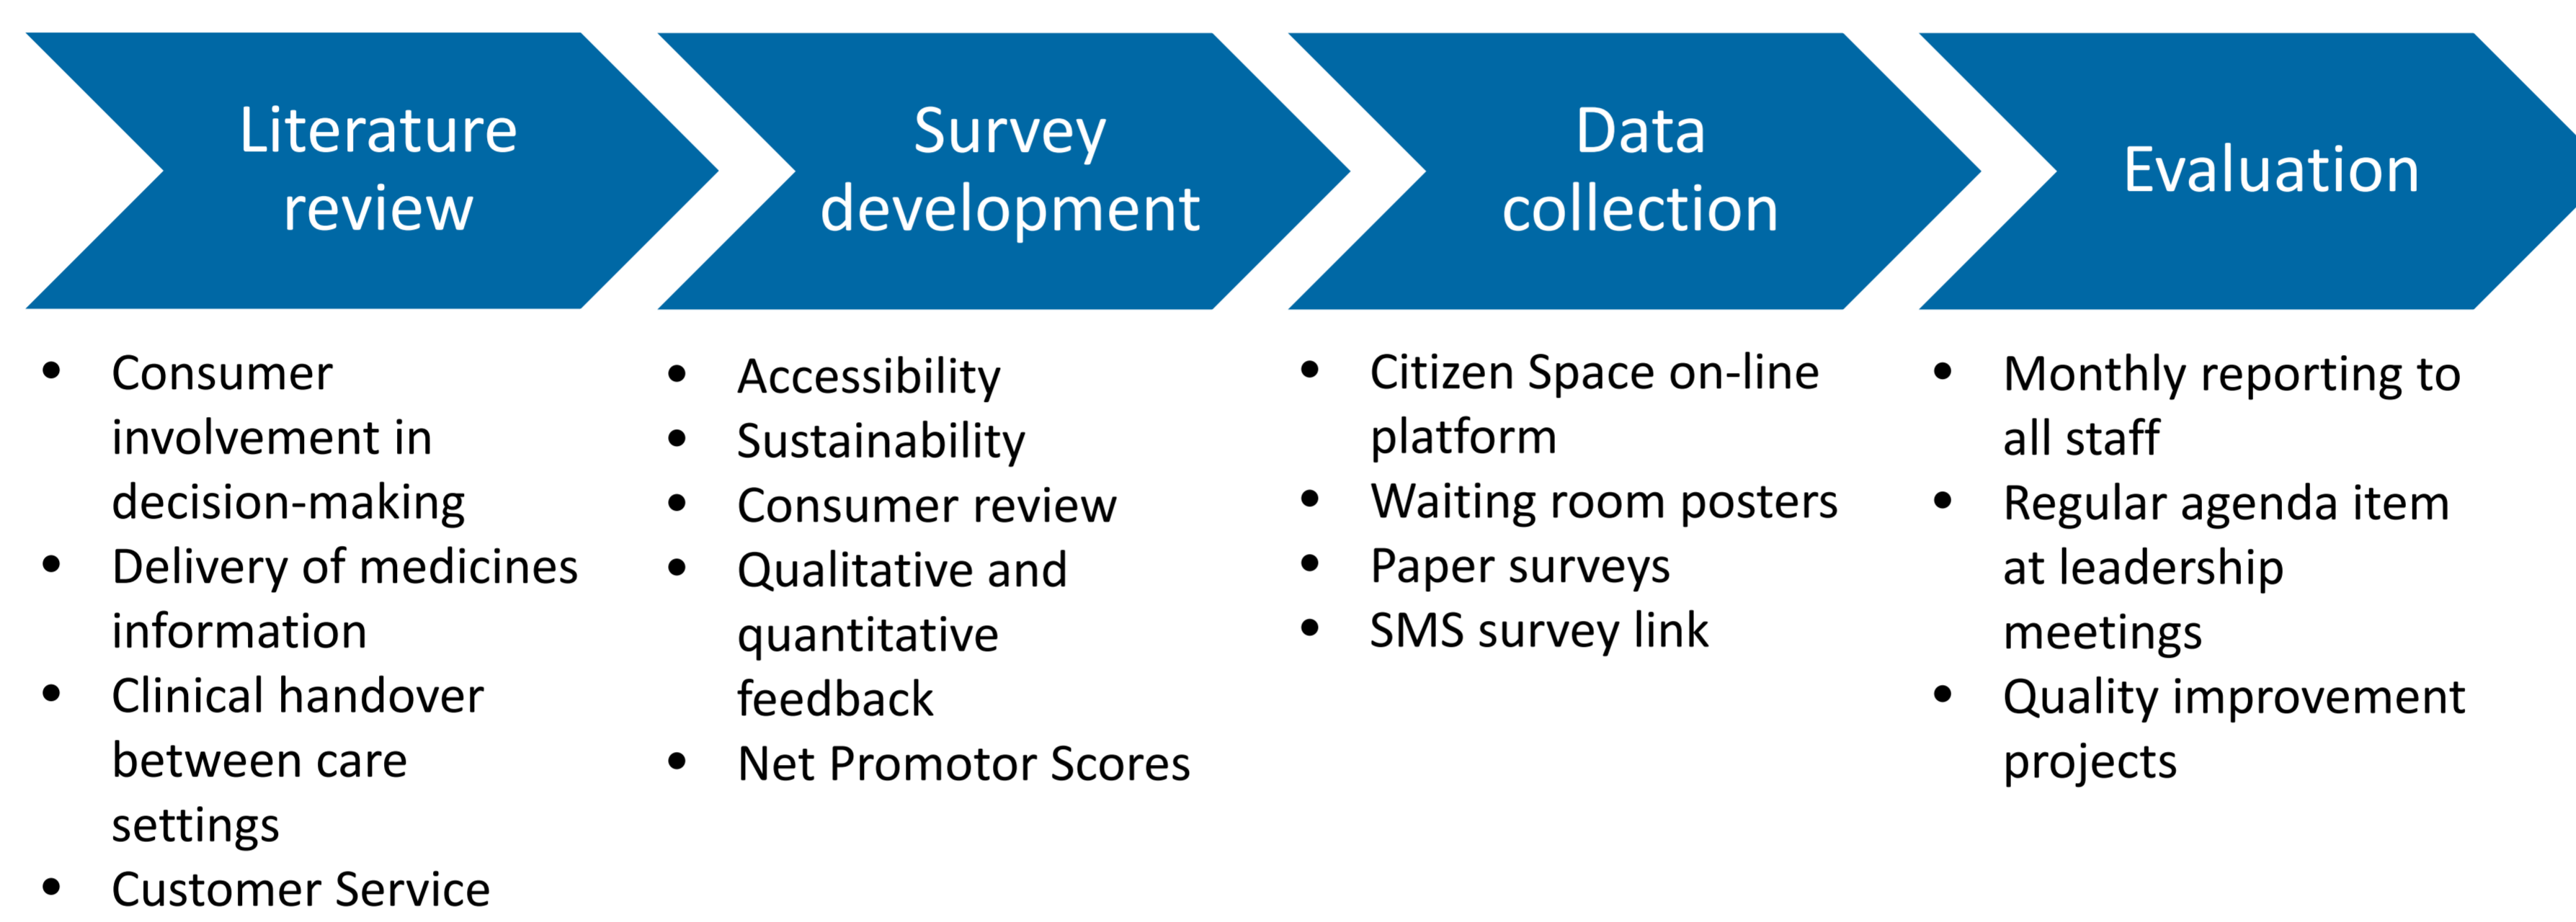 Literature
review
Survey
development
Data
collection
Evaluation
• Consumer
involvement in
decision-making
• Delivery of medicines
information
• Clinical handover
between care
settings
• Customer Service
• Accessibility
• Sustainability
• Consumer review
• Qualitative and
quantitative
feedback
• Net Promotor Scores
• Citizen Space on-line
platform
• Waiting room posters
• Paper surveys
• SMS survey link
• Monthly reporting to
all staff
• Regular agenda item
at leadership
meetings
• Quality improvement
projects